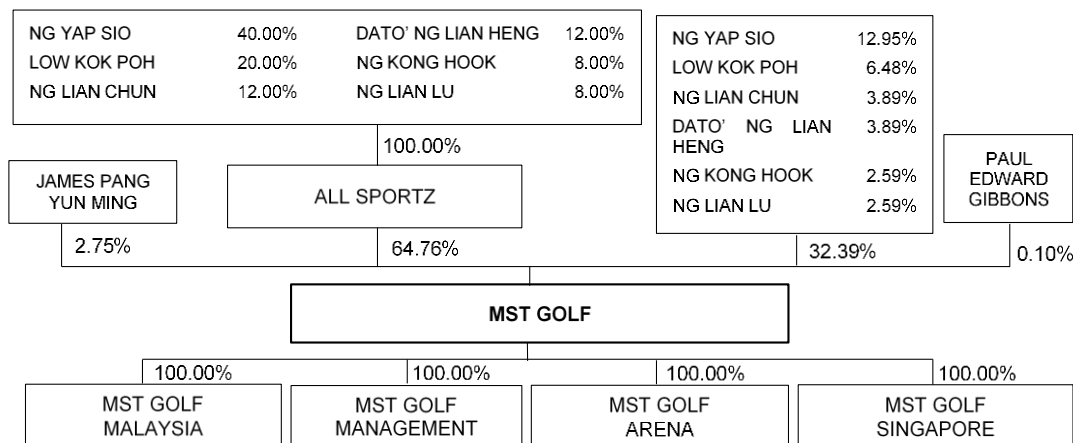 NG YAP SIO 40.00% DATO' NG LIAN HENG 12.00%
LOW KOK POH 20.00% NG KONG HOOK 8.00%
NG LIAN CHUN 12.00% NG LIAN LU 8.00%
NG YAP SIO 12.95%
LOW KOK POH 6.48%
NG LIAN CHUN 3.89%
DATO' NG LIAN 3.89%
HENG
NG KONG HOOK 2.59%
NG LIAN LU 2.59%
100.00%
JAMES PANG
YUN MING
ALL SPORTZ
PAUL
EDWARD
GIBBONS
2.75%
64.76%
32.39%
0.10%
MST GOLF
100.00%
100.00%
100.00%
100.00%
MST GOLF
MALAYSIA
MST GOLF
MANAGEMENT
MST GOLF
ARENA
MST GOLF
SINGAPORE